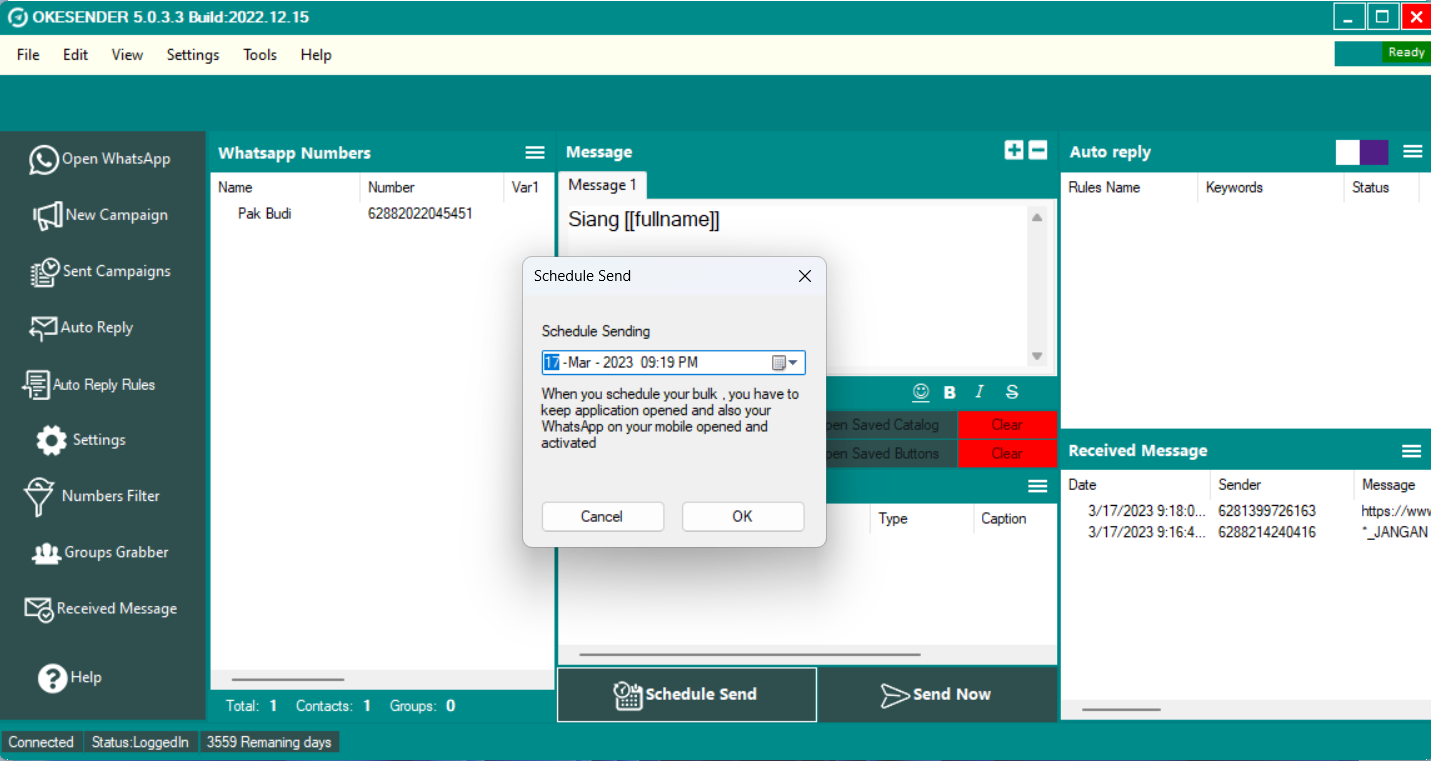 OKESENDER 5.0.3.3 Build:2022.12.15
File Edit View Settings Tools Help
Ready
Open WhatsApp
New Campaign
Sent Campaigns
Auto Reply
Auto Reply Rules
Settings
Numbers Filter
Groups Grabber
Received Message
Help
Whatsapp Numbers
Name Number Var1
Pak Budi 62882022045451
Total: 1 Contacts: 1 Groups: 0
Message
Message 1
Siang [[fullname]]
Schedule Send
Schedule Sending
17 -Mar - 2023 09:19 PM
When you schedule your bulk , you have to
keep application opened and also your
WhatsApp on your mobile opened and
activated
Cancel OK
B I S
pen Saved Catalog Clear
pen Saved Buttons Clear
Type Caption
Schedule Send Send Now
Auto reply
Rules Name Keywords Status
Received Message
Date Sender Message
3/17/2023 9:18:0... 6281399726163 https://www
3/17/2023 9:16:4... 6288214240416 *_JANGAN
Connected Status:LoggedIn 3559 Remaning days